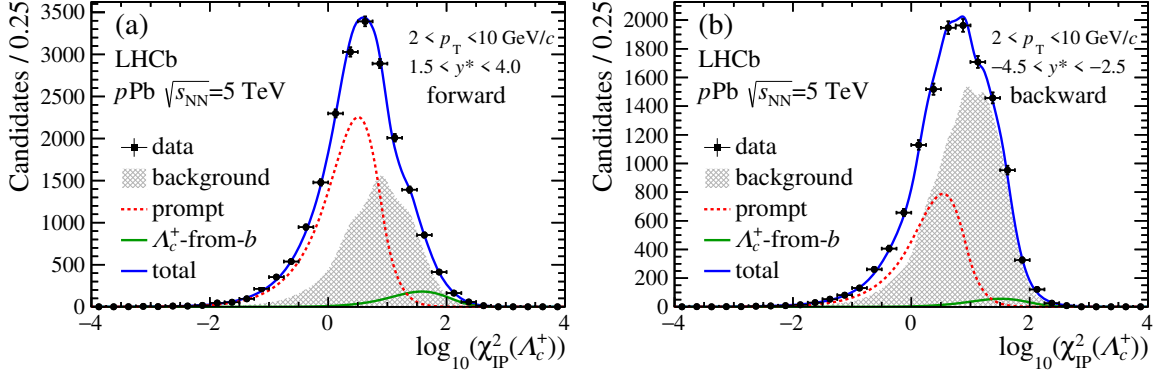 (a)
LHCb
pPb √sNN=5 TeV
2 < pT <10 GeV/c
1.5 < y* < 4.0
forward
data
background
prompt
Λc+-from-b
total
Candidates / 0.25
3500
3000
2500
2000
1500
1000
500
0
−4 −2 0 2 4
log10(χ2IP(Λc+))
(b)
LHCb
pPb √sNN=5 TeV
2 < pT <10 GeV/c
−4.5 < y* < −2.5
backward
data
background
prompt
Λc+-from-b
total
Candidates / 0.25
2000
1800
1600
1400
1200
1000
800
600
400
200
0
−4 −2 0 2 4
log10(χ2IP(Λc+))